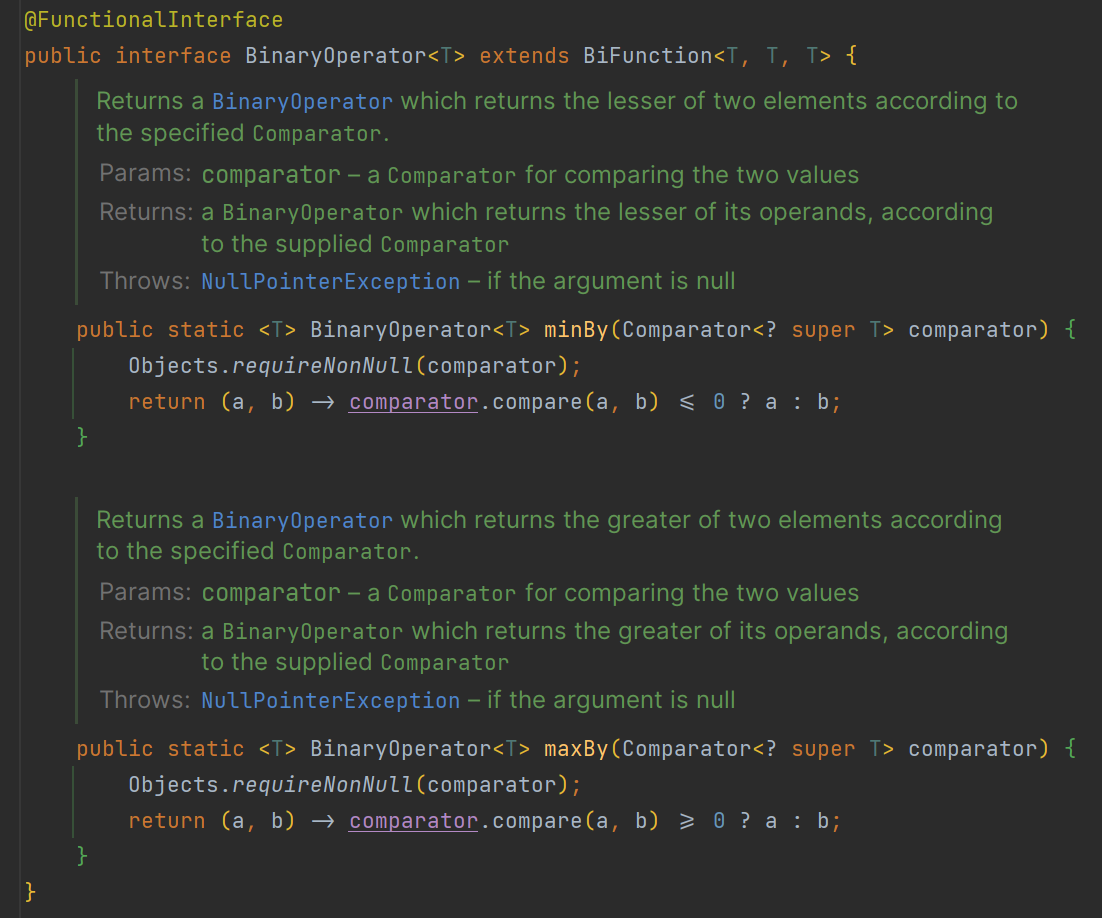 @FunctionalInterface
public interface BinaryOperator<T> extends BiFunction<T, T, T> {
Returns a BinaryOperator which returns the lesser of two elements according to
the specified Comparator.
Params: comparator – a Comparator for comparing the two values
Returns: a BinaryOperator which returns the lesser of its operands, according
to the supplied Comparator
Throws: NullPointerException – if the argument is null
public static <T> BinaryOperator<T> minBy(Comparator<? super T> comparator) {
Objects.requireNonNull(comparator);
return (a, b) → comparator.compare(a, b) ⩽ 0 ? a : b;
}
Returns a BinaryOperator which returns the greater of two elements according
to the specified Comparator.
Params: comparator – a Comparator for comparing the two values
Returns: a BinaryOperator which returns the greater of its operands, according
to the supplied Comparator
Throws: NullPointerException – if the argument is null
public static <T> BinaryOperator<T> maxBy(Comparator<? super T> comparator) {
Objects.requireNonNull(comparator);
return (a, b) → comparator.compare(a, b) ⩾ 0 ? a : b;
}
}